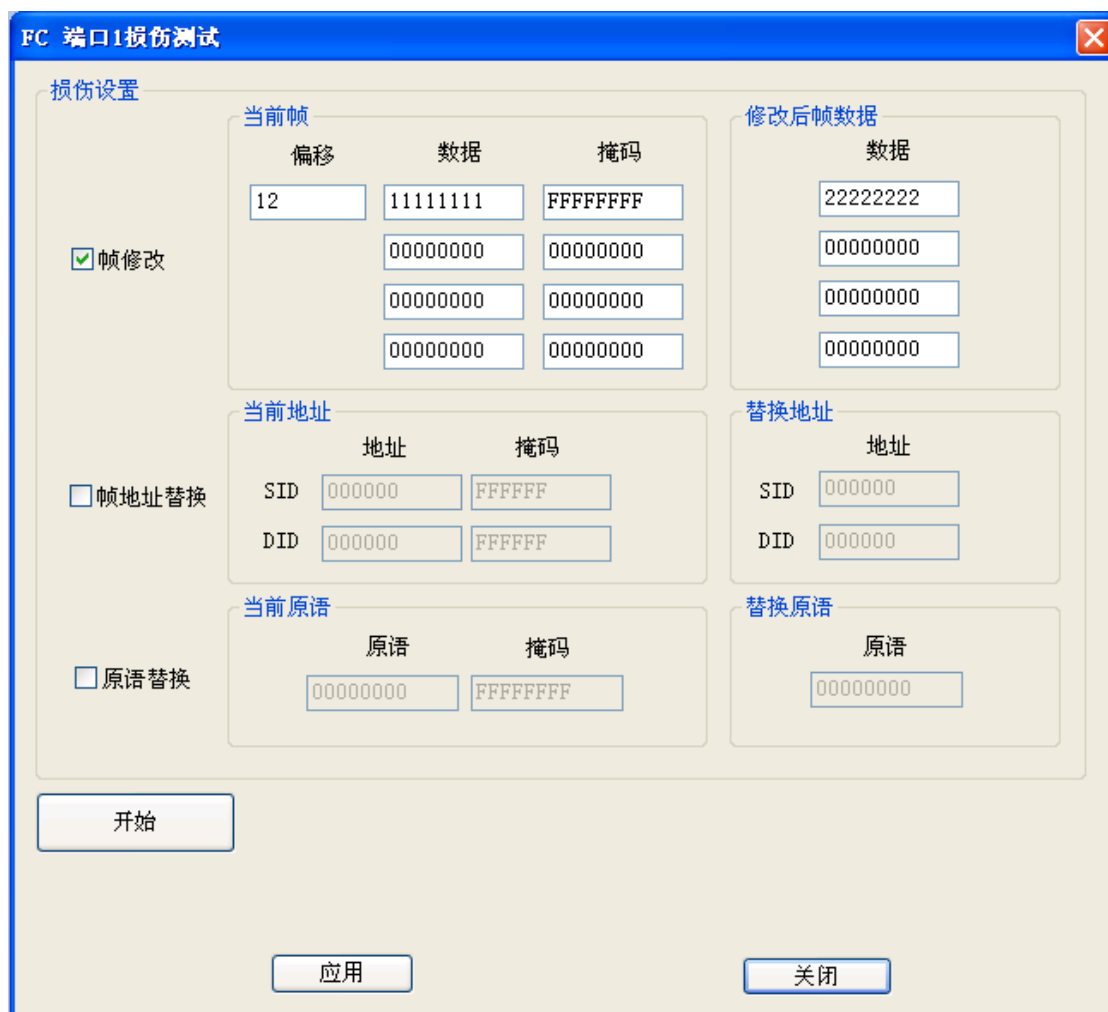 FC 端口1损伤测试
损伤设置
当前帧
修改后帧数据
偏移 数据 掩码
数据
12 11111111 FFFFFFFF
22222222
00000000 00000000
00000000
帧修改
00000000 00000000
00000000
00000000 00000000
00000000
当前地址
替换地址
地址 掩码
地址
帧地址替换
SID 000000 FFFFFF
SID 000000
DID 000000 FFFFFF
DID 000000
当前原语
替换原语
原语 掩码
原语
原语替换
00000000 FFFFFFFF
00000000
开始
应用
关闭